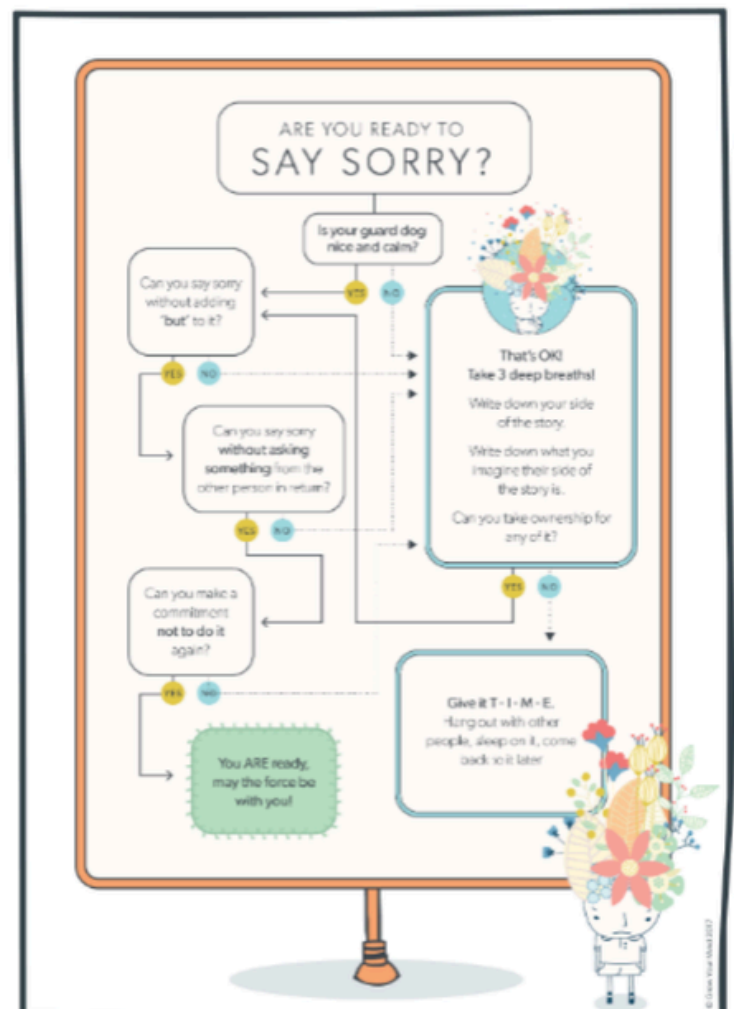 ARE YOU READY TO
SAY SORRY?
Is your guard dog
nice and calm?
YES
NO
Can you say sorry
without adding
"but" to it?
YES
NO
Can you say sorry
without asking
something from the
other person in return?
YES
NO
Can you make a
commitment
not to do it
again?
YES
NO
You ARE ready,
may the force be
with you!
That's OK!
Take 3 deep breaths!
Write down your side
of the story.
Write down what you
imagine their side of
the story is.
Can you take ownership for
any of it?
YES
NO
Give it T - I - M - E.
Hang out with other
people, sleep on it, come
back to it later
© Grow Your Mind 2017